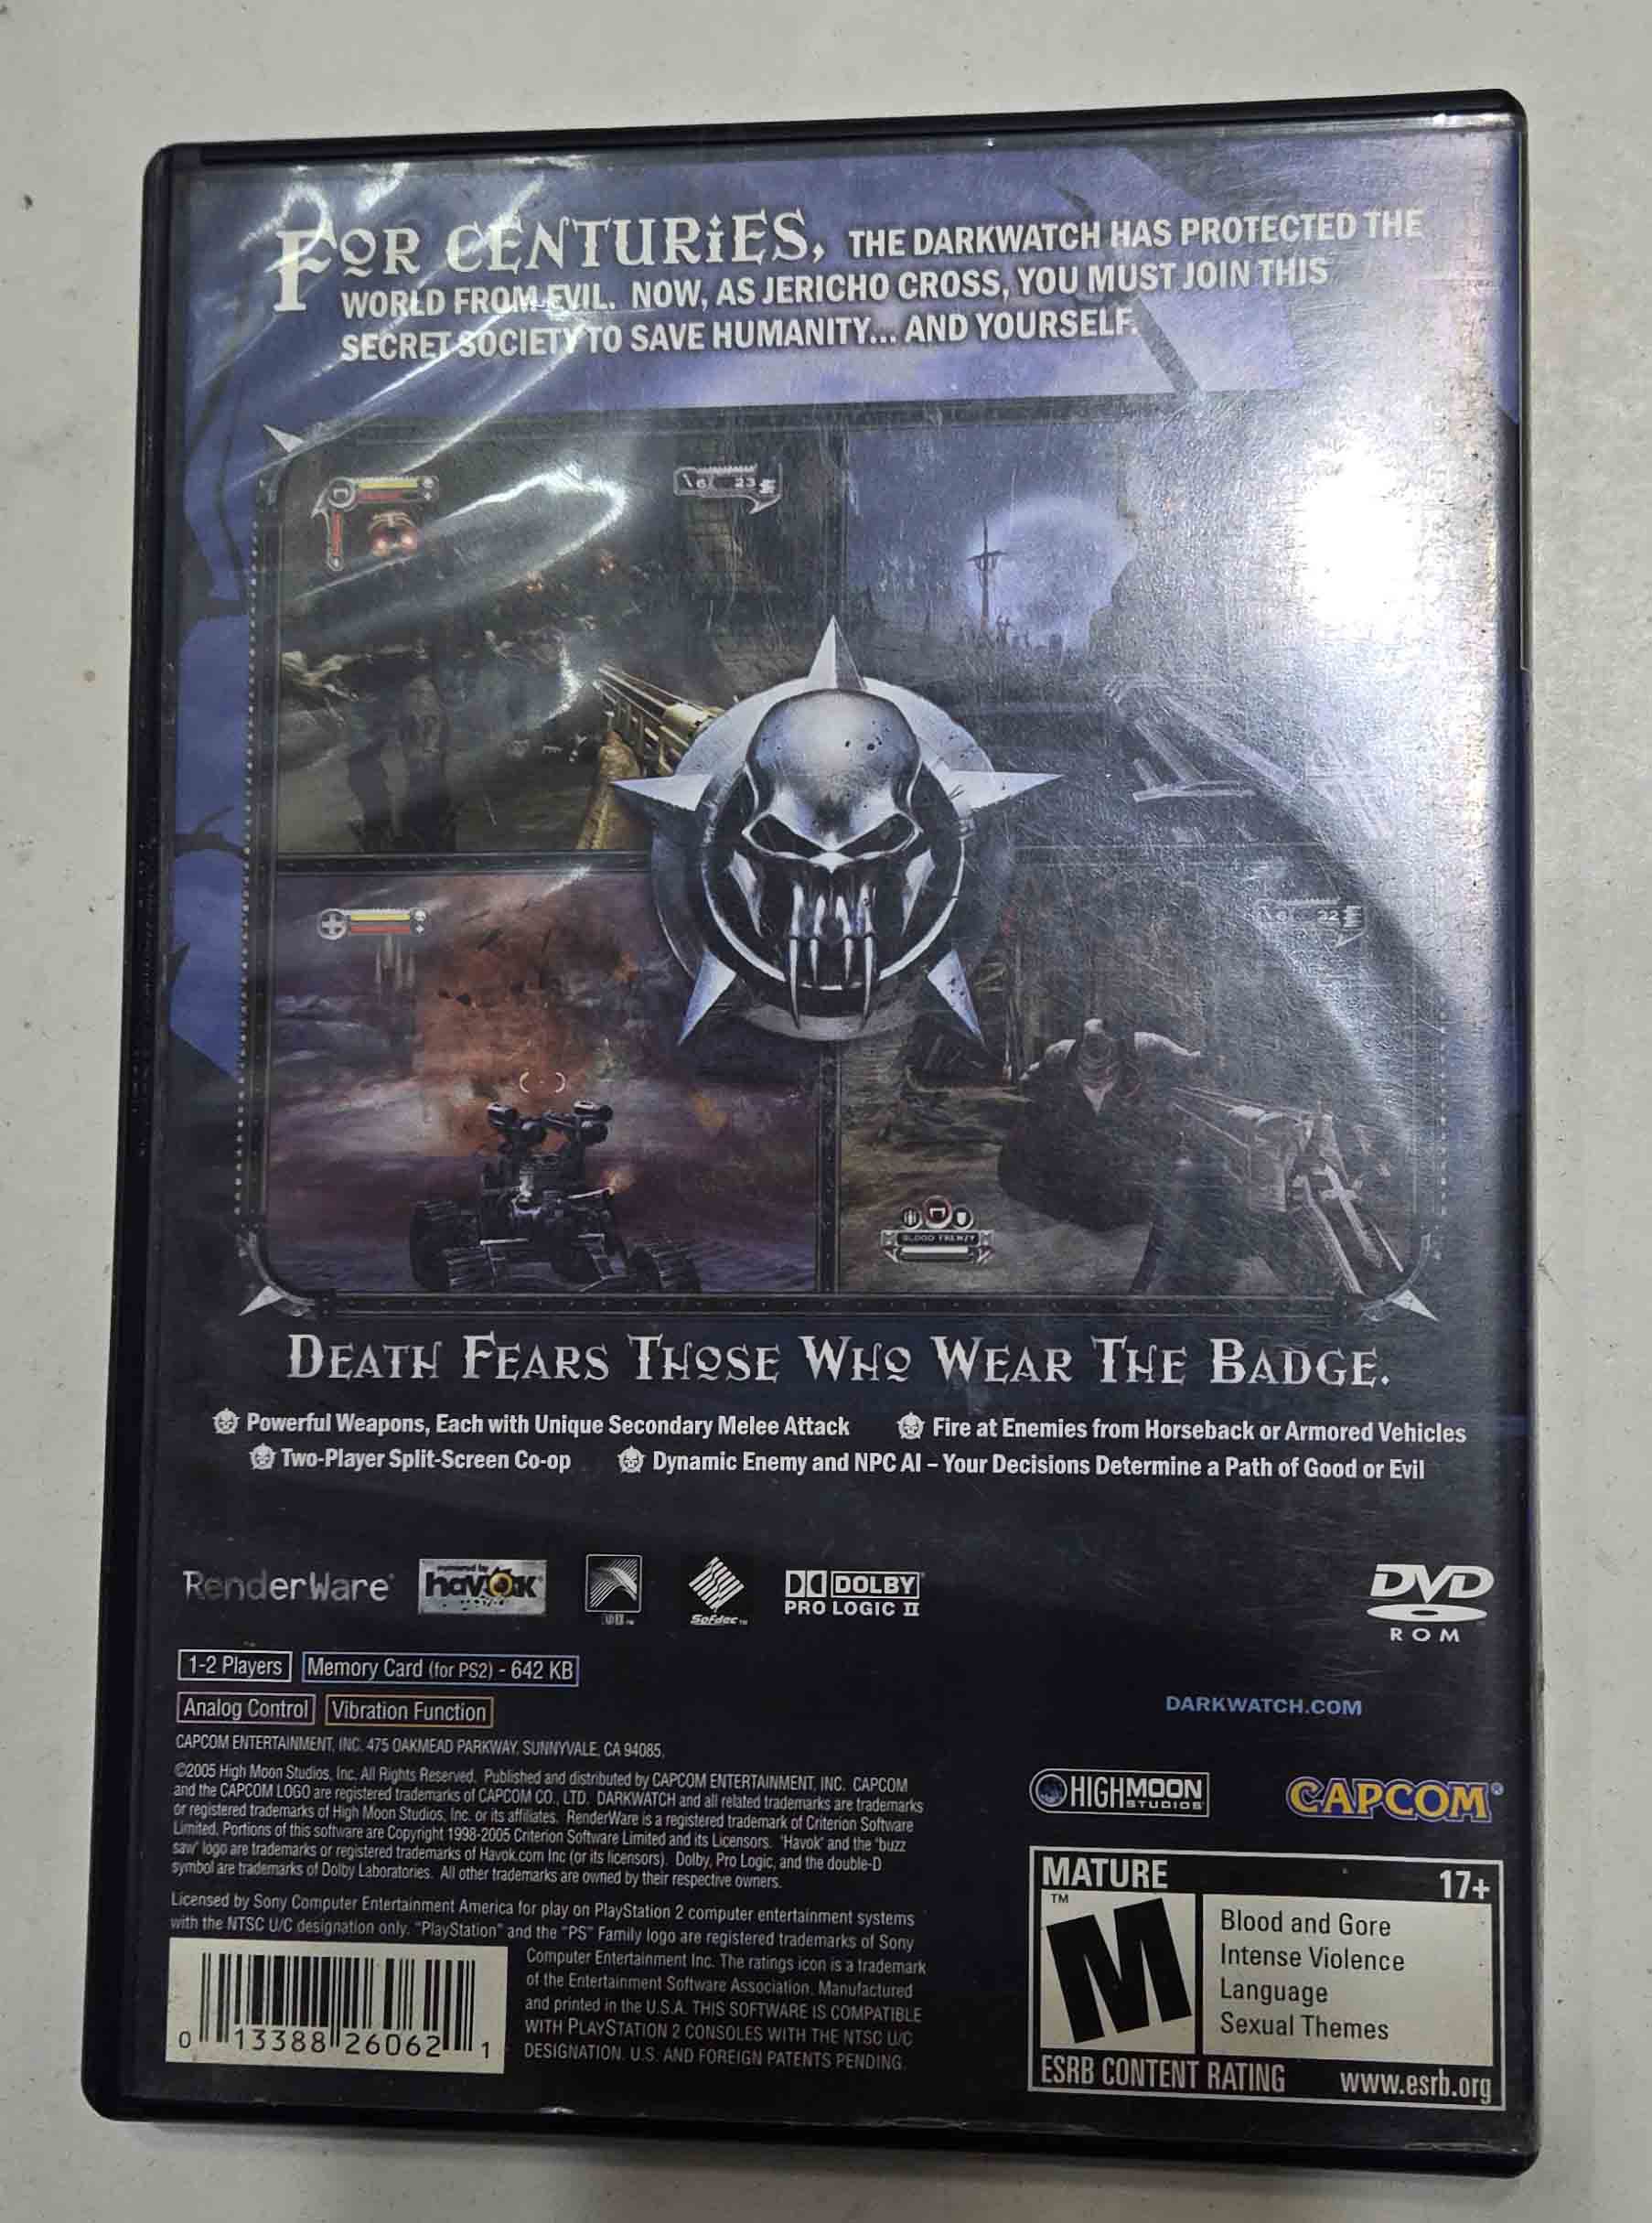 FOR CENTURiES, THE DARKWATCH HAS PROTECTED THE
WORLD FROM EVIL. NOW, AS JERICHO CROSS, YOU MUST JOIN THIS
SECRET SOCIETY TO SAVE HUMANITY... AND YOURSELF.
6 23
22
BLOOD FRENZY
DEATH FEARS THOSE WHO WEAR THE BADGE.
Powerful Weapons, Each with Unique Secondary Melee Attack
Fire at Enemies from Horseback or Armored Vehicles
Two-Player Split-Screen Co-op
Dynamic Enemy and NPC AI – Your Decisions Determine a Path of Good or Evil
RenderWare
powered by
havok
Sofdec™
DOLBY
PRO LOGIC II
DVD
ROM
1-2 Players
Memory Card (for PS2) - 642 KB
Analog Control
Vibration Function
DARKWATCH.COM
CAPCOM ENTERTAINMENT, INC. 475 OAKMEAD PARKWAY, SUNNYVALE, CA 94085.
©2005 High Moon Studios, Inc. All Rights Reserved. Published and distributed by CAPCOM ENTERTAINMENT, INC. CAPCOM
and the CAPCOM LOGO are registered trademarks of CAPCOM CO., LTD. DARKWATCH and all related trademarks are trademarks
or registered trademarks of High Moon Studios, Inc. or its affiliates. RenderWare is a registered trademark of Criterion Software
Limited. Portions of this software are Copyright 1998-2005 Criterion Software Limited and its Licensors. 'Havok' and the 'buzz
saw' logo are trademarks or registered trademarks of Havok.com Inc (or its licensors). Dolby, Pro Logic, and the double-D
symbol are trademarks of Dolby Laboratories. All other trademarks are owned by their respective owners.
Licensed by Sony Computer Entertainment America for play on PlayStation 2 computer entertainment systems
with the NTSC U/C designation only. "PlayStation" and the "PS" Family logo are registered trademarks of Sony
Computer Entertainment Inc. The ratings icon is a trademark
of the Entertainment Software Association. Manufactured
and printed in the U.S.A. THIS SOFTWARE IS COMPATIBLE
WITH PLAYSTATION 2 CONSOLES WITH THE NTSC U/C
DESIGNATION. U.S. AND FOREIGN PATENTS PENDING.
0 13388 26062 1
HIGH MOON
STUDIOS
CAPCOM®
MATURE 17+
™
M
Blood and Gore
Intense Violence
Language
Sexual Themes
ESRB CONTENT RATING www.esrb.org